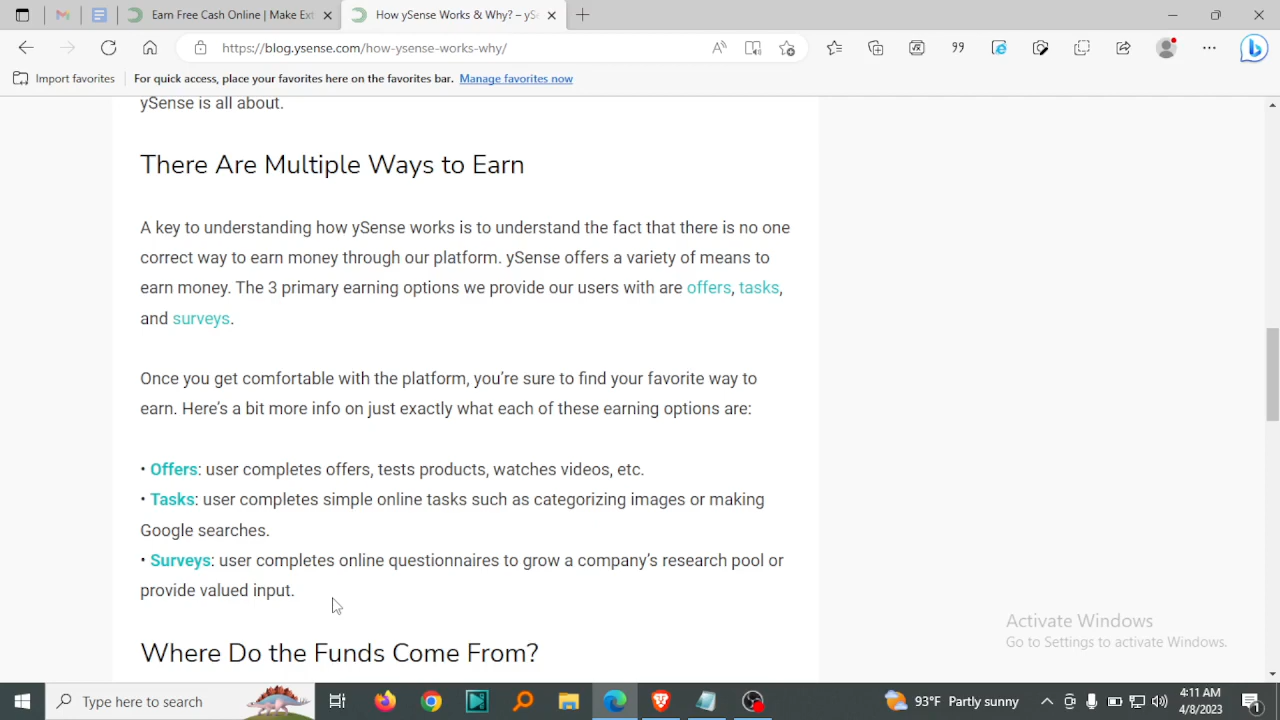 Earn Free Cash Online | Make Ext
How ySense Works & Why? – yS
https://blog.ysense.com/how-ysense-works-why/
Import favorites
For quick access, place your favorites here on the favorites bar. Manage favorites now
ySense is all about.
There Are Multiple Ways to Earn
A key to understanding how ySense works is to understand the fact that there is no one
correct way to earn money through our platform. ySense offers a variety of means to
earn money. The 3 primary earning options we provide our users with are offers, tasks,
and surveys.
Once you get comfortable with the platform, you’re sure to find your favorite way to
earn. Here’s a bit more info on just exactly what each of these earning options are:
• Offers: user completes offers, tests products, watches videos, etc.
• Tasks: user completes simple online tasks such as categorizing images or making
Google searches.
• Surveys: user completes online questionnaires to grow a company’s research pool or
provide valued input.
Where Do the Funds Come From?
Activate Windows
Go to Settings to activate Windows.
Type here to search
93°F Partly sunny
4:11 AM
4/8/2023
1